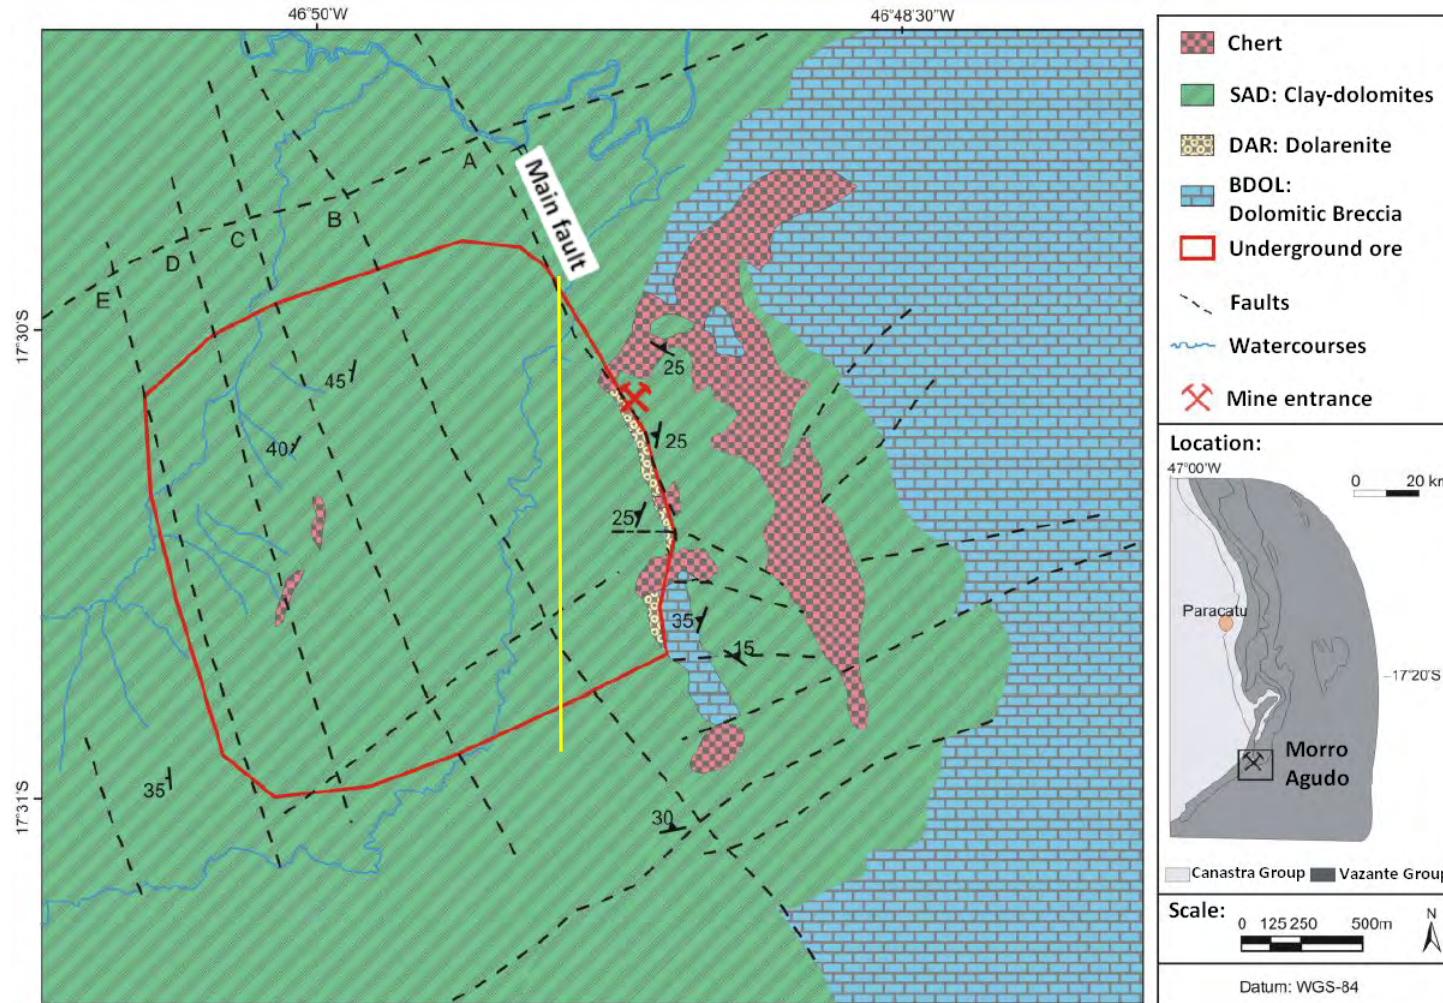 46°50'W
46°48'30"W
17°30'S
17°31'S
A
B
C
D
E
Main fault
45
40
25
25
25
35
15
35
30
Chert
SAD: Clay-dolomites
DAR: Dolarenite
BDOL:
Dolomitic Breccia
Underground ore
Faults
Watercourses
Mine entrance
Location:
47°00'W
0 20 km
Paracatu
17°20'S
Morro
Agudo
Canastra Group Vazante Group
Scale:
0 125 250 500m
N
Datum: WGS-84